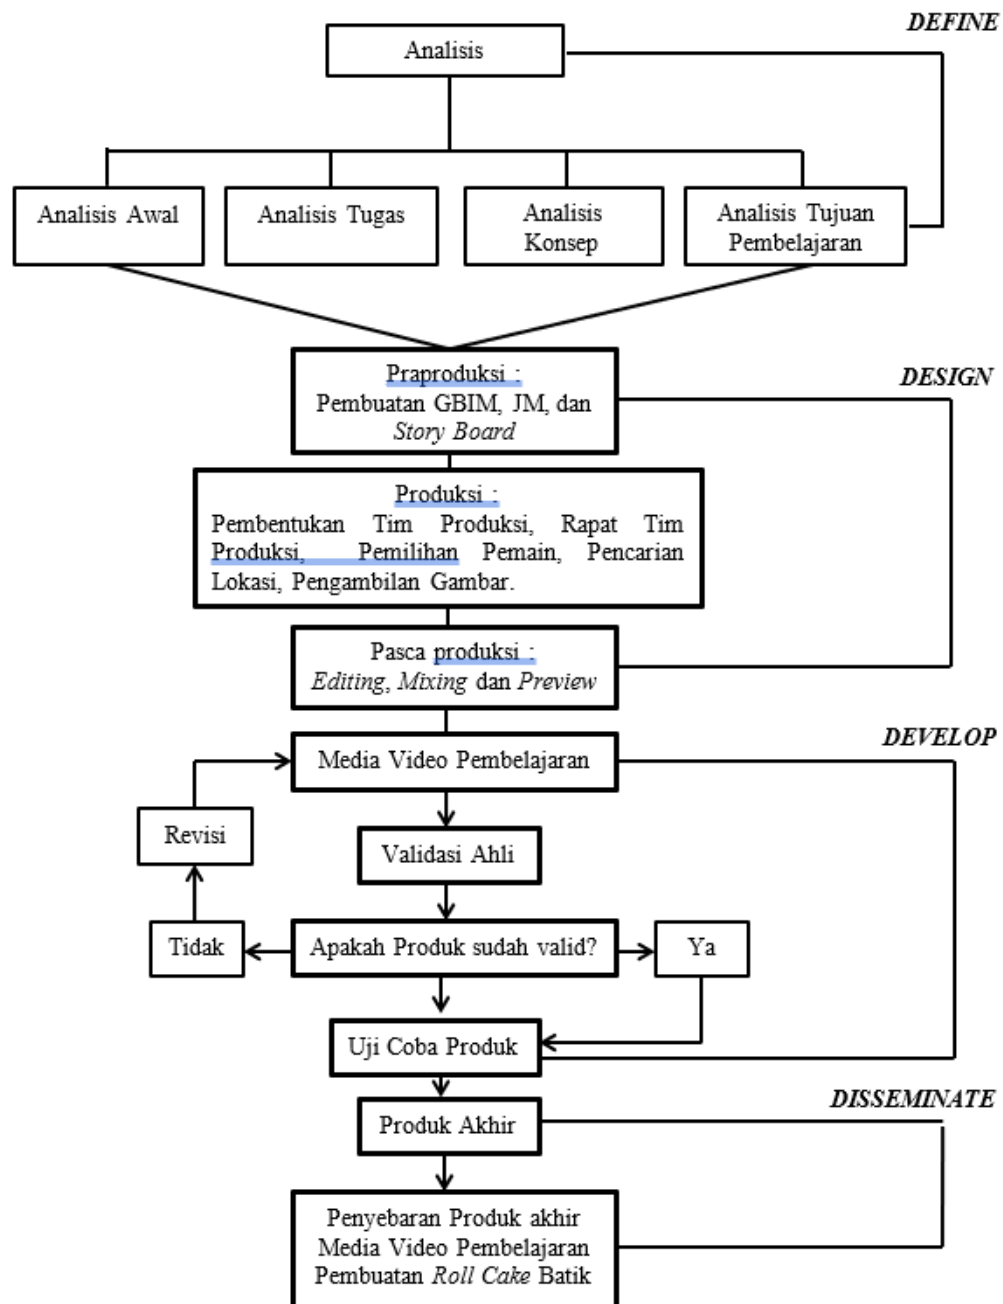 DEFINE
Analisis
Analisis Awal
Analisis Tugas
Analisis
Konsep
Analisis Tujuan
Pembelajaran
DESIGN
Praproduksi :
Pembuatan GBIM, JM, dan
Story Board
Produksi :
Pembentukan Tim Produksi, Rapat Tim
Produksi, Pemilihan Pemain, Pencarian
Lokasi, Pengambilan Gambar.
Pasca produksi :
Editing, Mixing dan Preview
DEVELOP
Media Video Pembelajaran
Revisi
Validasi Ahli
Tidak
Apakah Produk sudah valid?
Ya
Uji Coba Produk
DISSEMINATE
Produk Akhir
Penyebaran Produk akhir
Media Video Pembelajaran
Pembuatan Roll Cake Batik